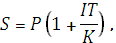 S = P (1 + IT/K) ,